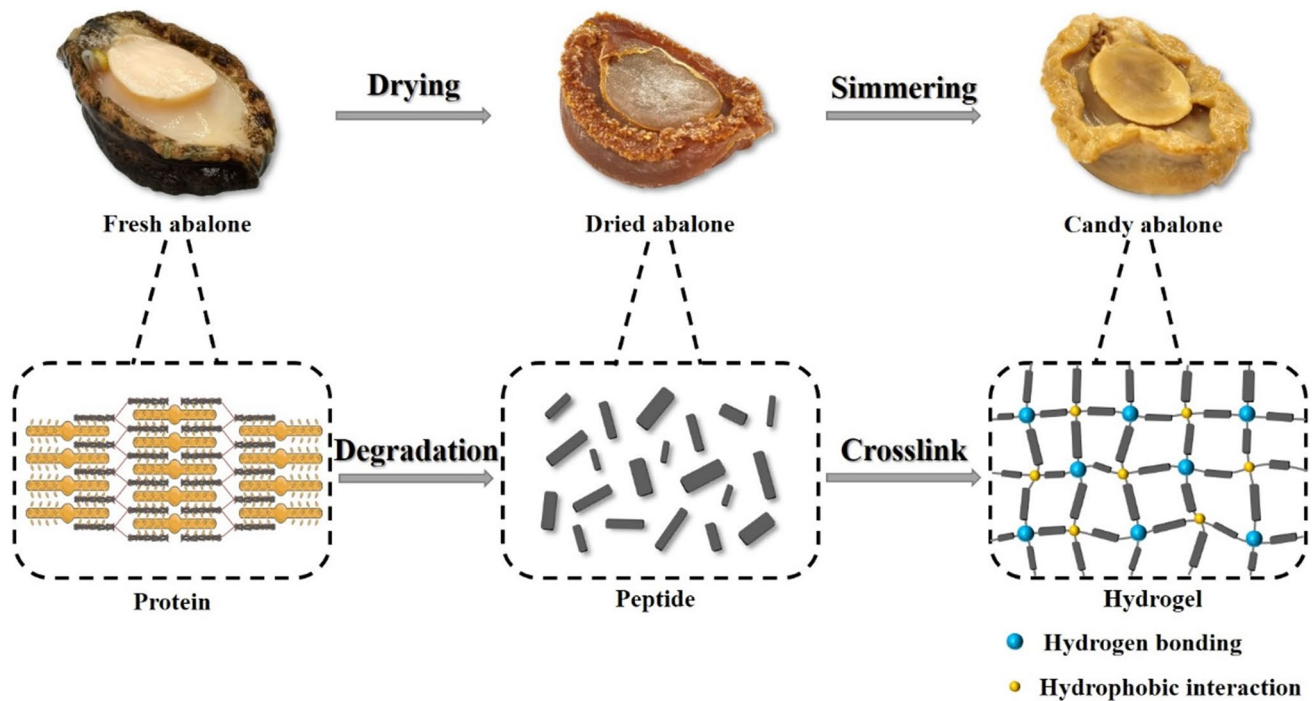 Drying
Simmering
Fresh abalone
Dried abalone
Candy abalone
Degradation
Crosslink
Protein
Peptide
Hydrogel
Hydrogen bonding
Hydrophobic interaction